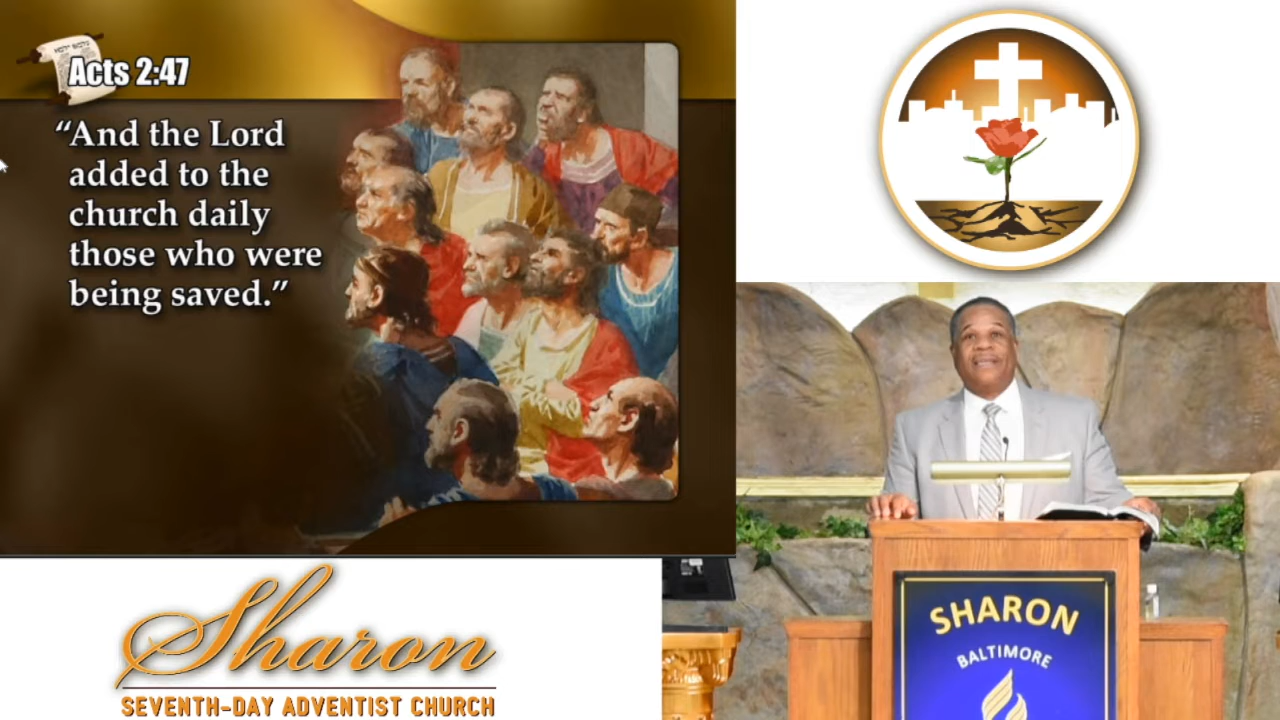 Acts 2:47
“And the Lord
added to the
church daily
those who were
being saved.”
Sharon
SEVENTH-DAY ADVENTIST CHURCH
SHARON
BALTIMORE